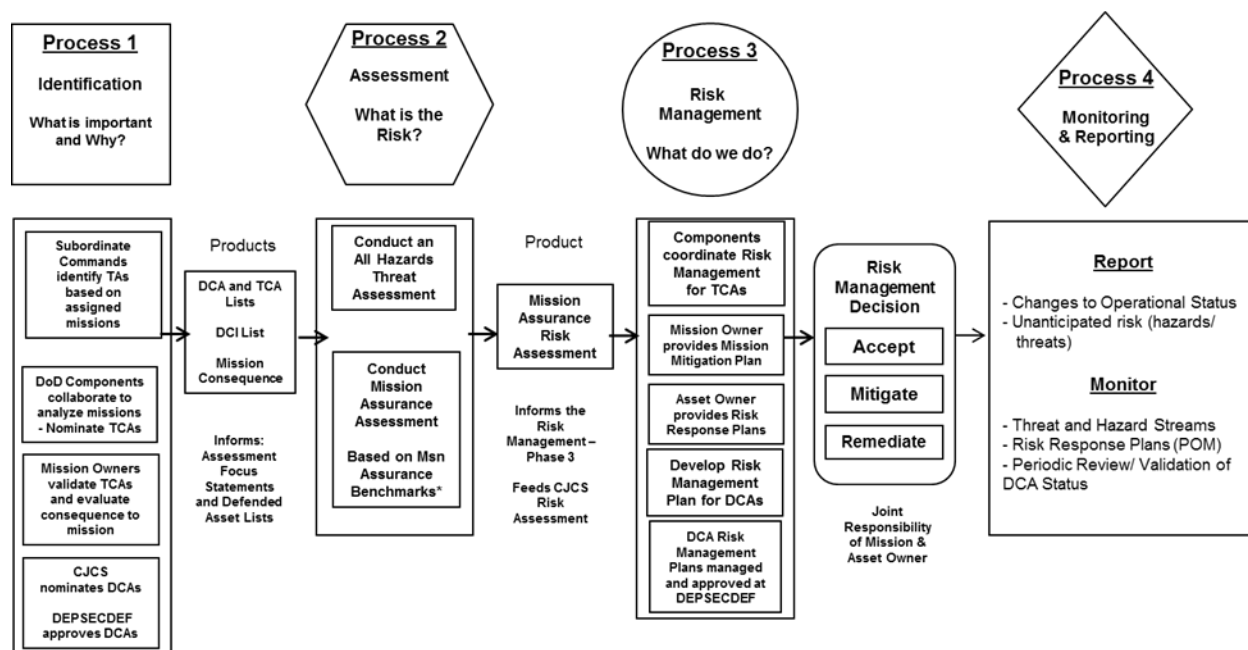 Process 1
Identification
What is important
and Why?
Process 2
Assessment
What is the
Risk?
Process 3
Risk
Management
What do we do?
Process 4
Monitoring
& Reporting
Subordinate
Commands
identify TAs
based on
assigned
missions
DoD Components
collaborate to
analyze missions
- Nominate TCAs
Mission Owners
validate TCAs
and evaluate
consequence to
mission
CJCS
nominates DCAs
DEPSECDEF
approves DCAs
Products
DCA and TCA
Lists
DCI List
Mission
Consequence
Informs:
Assessment
Focus
Statements
and Defended
Asset Lists
Conduct an
All Hazards
Threat
Assessment
Conduct
Mission
Assurance
Assessment
Based on Msn
Assurance
Benchmarks*
Product
Mission
Assurance
Risk
Assessment
Informs the
Risk
Management –
Phase 3
Feeds CJCS
Risk
Assessment
Components
coordinate Risk
Management
for TCAs
Mission Owner
provides Mission
Mitigation Plan
Asset Owner
provides Risk
Response Plans
Develop Risk
Management
Plan for DCAs
DCA Risk
Management
Plans managed
and approved at
DEPSECDEF
Risk
Management
Decision
Accept
Mitigate
Remediate
Joint
Responsibility
of Mission &
Asset Owner
Report
- Changes to Operational Status
- Unanticipated risk (hazards/
threats)
Monitor
- Threat and Hazard Streams
- Risk Response Plans (POM)
- Periodic Review/ Validation of
DCA Status